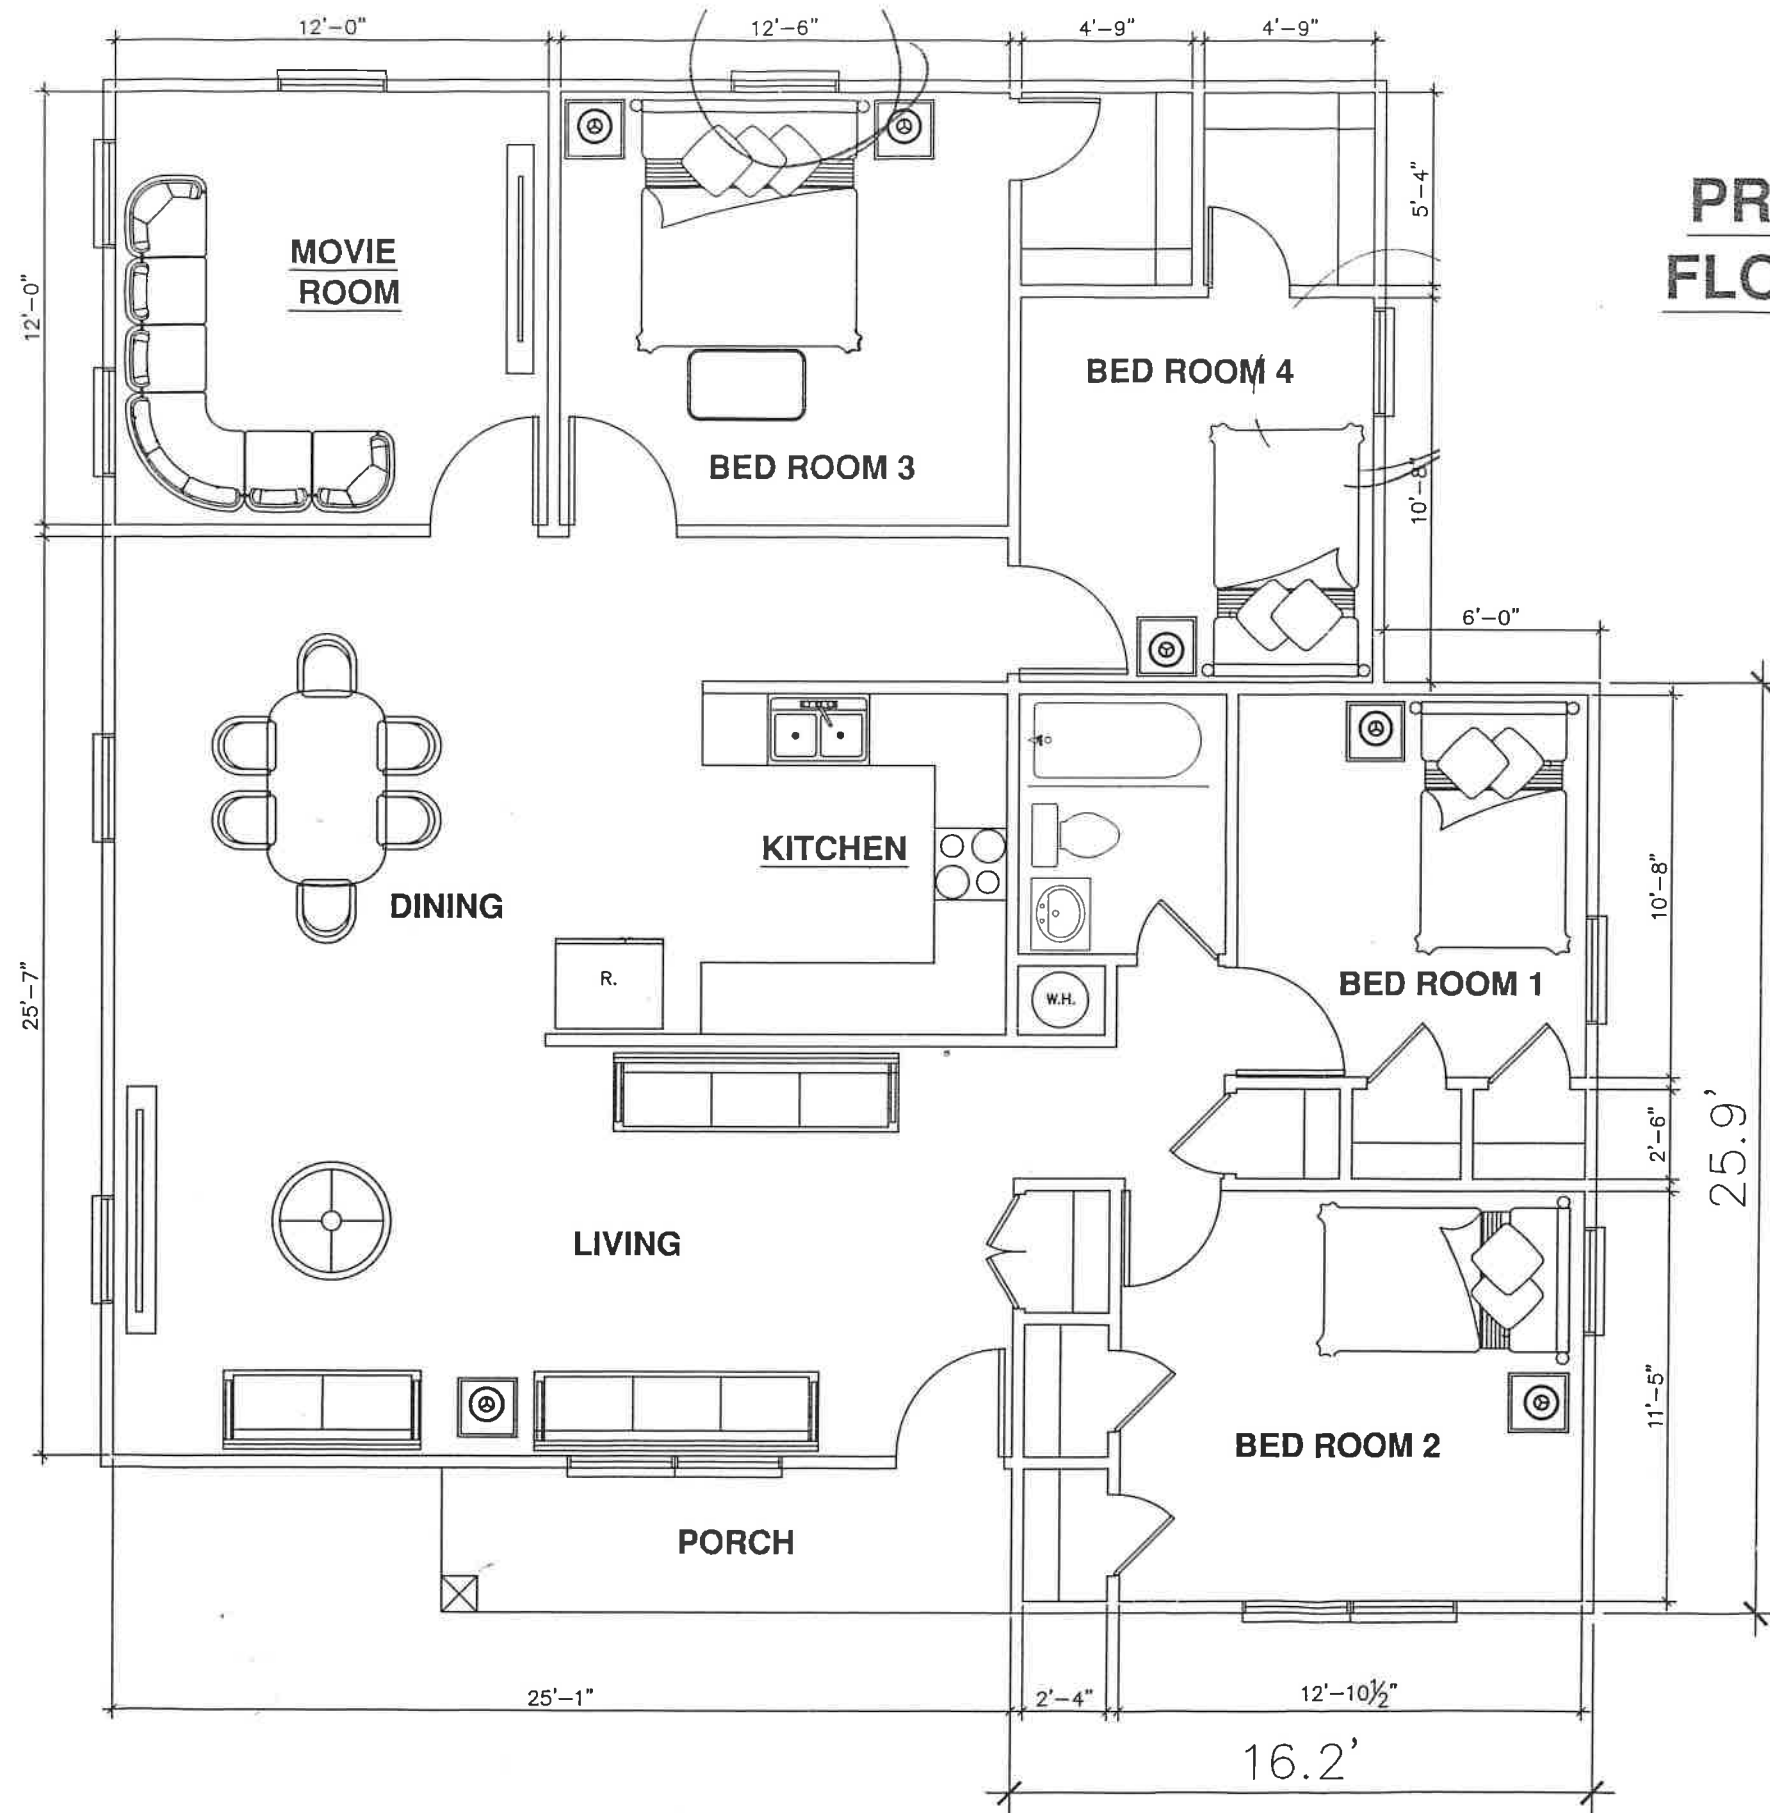 12'-0"
12'-6"
4'-9"
4'-9"
5'-4"
PR
FLO
MOVIE
ROOM
12'-0"
BED ROOM 4
BED ROOM 3
10'-8"
6'-0"
KITCHEN
DINING
10'-8"
R.
W.H.
BED ROOM 1
25'-7"
2'-6"
25.9'
LIVING
11'-5"
BED ROOM 2
PORCH
25'-1"
2'-4"
12'-10½"
16.2'